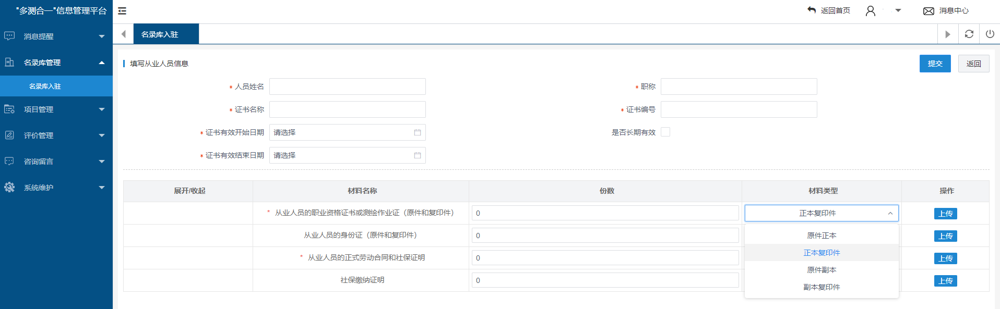 "多测合一"信息管理平台
返回首页
消息中心
消息提醒
名录库管理
名录库入驻
项目管理
评价管理
咨询留言
系统维护
名录库入驻
填写从业人员信息
提交
返回
* 人员姓名
* 职称
* 证书名称
* 证书编号
* 证书有效开始日期 请选择
是否长期有效
* 证书有效结束日期 请选择
展开/收起 材料名称 份数 材料类型 操作
* 从业人员的职业资格证书或测绘作业证（原件和复印件） 0 正本复印件 上传
从业人员的身份证（原件和复印件） 0 上传
* 从业人员的正式劳动合同和社保证明 0 上传
社保缴纳证明 0 上传
原件正本
正本复印件
原件副本
副本复印件